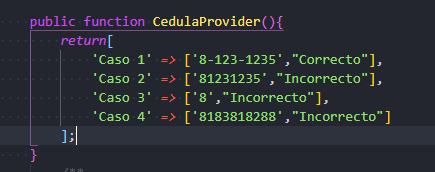 public function CedulaProvider(){
return[
'Caso 1' => ['8-123-1235',"Correcto"],
'Caso 2' => ['81231235',"Incorrecto"],
'Caso 3' => ['8',"Incorrecto"],
'Caso 4' => ['8183818288',"Incorrecto"]
];
}